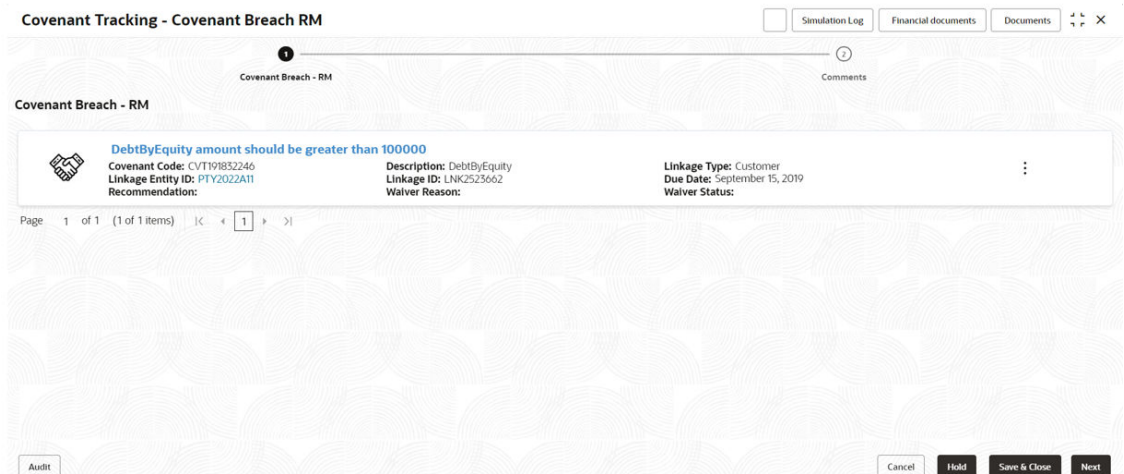 Covenant Tracking - Covenant Breach RM
Simulation Log
Financial documents
Documents
1
2
Covenant Breach - RM
Comments
Covenant Breach - RM
DebtByEquity amount should be greater than 100000
Covenant Code: CVT191832246
Description: DebtByEquity
Linkage Type: Customer
Linkage Entity ID: PTY2022A11
Linkage ID: LNK2523662
Due Date: September 15, 2019
Recommendation:
Waiver Reason:
Waiver Status:
Page 1 of 1 (1 of 1 items) 1
Audit
Cancel
Hold
Save & Close
Next